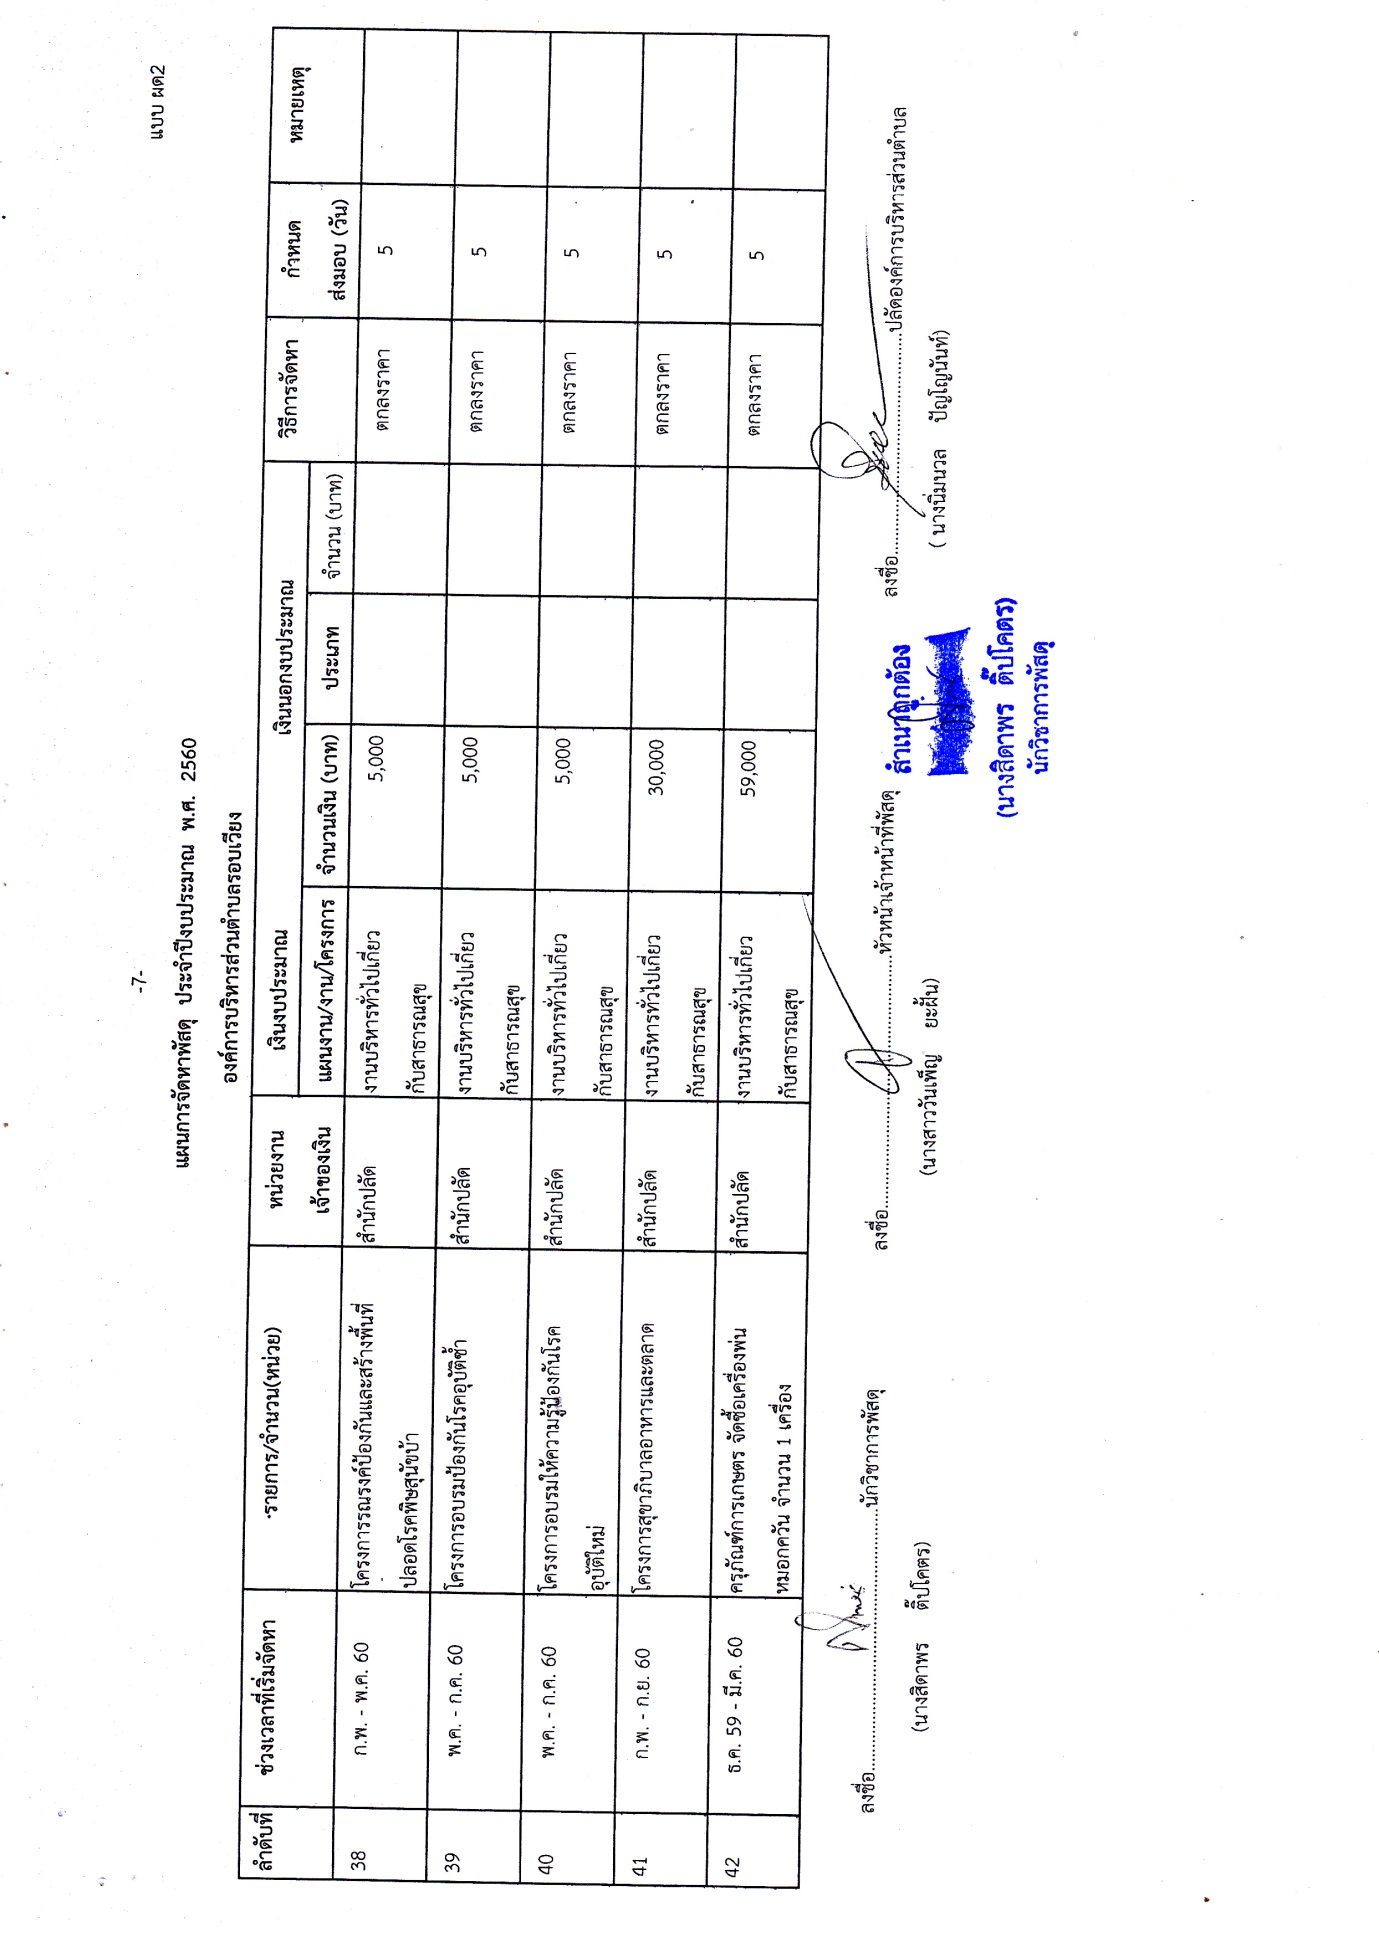 แบบ ผด2
-7-
แผนการจัดหาพัสดุ ประจำปีงบประมาณ พ.ศ. 2560
องค์การบริหารส่วนตำบลรอบเวียง
ลำดับที่ ช่วงเวลาที่เริ่มจัดหา รายการ/จำนวน(หน่วย) หน่วยงาน เงินงบประมาณ เงินนอกงบประมาณ วิธีการจัดหา กำหนด หมายเหตุ
เจ้าของเงิน แผนงาน/งาน/โครงการ จำนวนเงิน (บาท) ประเภท จำนวน (บาท) ส่งมอบ (วัน)
38 ก.พ. - พ.ค. 60 โครงการรณรงค์ป้องกันและสร้างพื้นที่ สำนักปลัด งานบริหารทั่วไปเกี่ยว 5,000 ตกลงราคา 5
ปลอดโรคพิษสุนัขบ้า กับสาธารณสุข
39 พ.ค. - ก.ค. 60 โครงการอบรมป้องกันโรคอุบัติซ้ำ สำนักปลัด งานบริหารทั่วไปเกี่ยว 5,000 ตกลงราคา 5
กับสาธารณสุข
40 พ.ค. - ก.ค. 60 โครงการอบรมให้ความรู้ป้องกันโรค สำนักปลัด งานบริหารทั่วไปเกี่ยว 5,000 ตกลงราคา 5
อุบัติใหม่ กับสาธารณสุข
41 ก.พ. - ก.ย. 60 โครงการสุขาภิบาลอาหารและตลาด สำนักปลัด งานบริหารทั่วไปเกี่ยว 30,000 ตกลงราคา 5
กับสาธารณสุข
42 ธ.ค. 59 - มี.ค. 60 ครุภัณฑ์การเกษตร จัดซื้อเครื่องพ่น สำนักปลัด งานบริหารทั่วไปเกี่ยว 59,000 ตกลงราคา 5
หมอกควัน จำนวน 1 เครื่อง กับสาธารณสุข
ลงชื่อ..............................นักวิชาการพัสดุ
(นางสิดาพร ติ๊ปโคตร)
ลงชื่อ..............................หัวหน้าเจ้าหน้าที่พัสดุ
(นางสาววันเพ็ญ ยะฝั้น)
สำเนาถูกต้อง
(นางสิดาพร ติ๊ปโคตร)
นักวิชาการพัสดุ
ลงชื่อ..............................ปลัดองค์การบริหารส่วนตำบล
( นางนิ่มนวล ปัญโญนันท์)